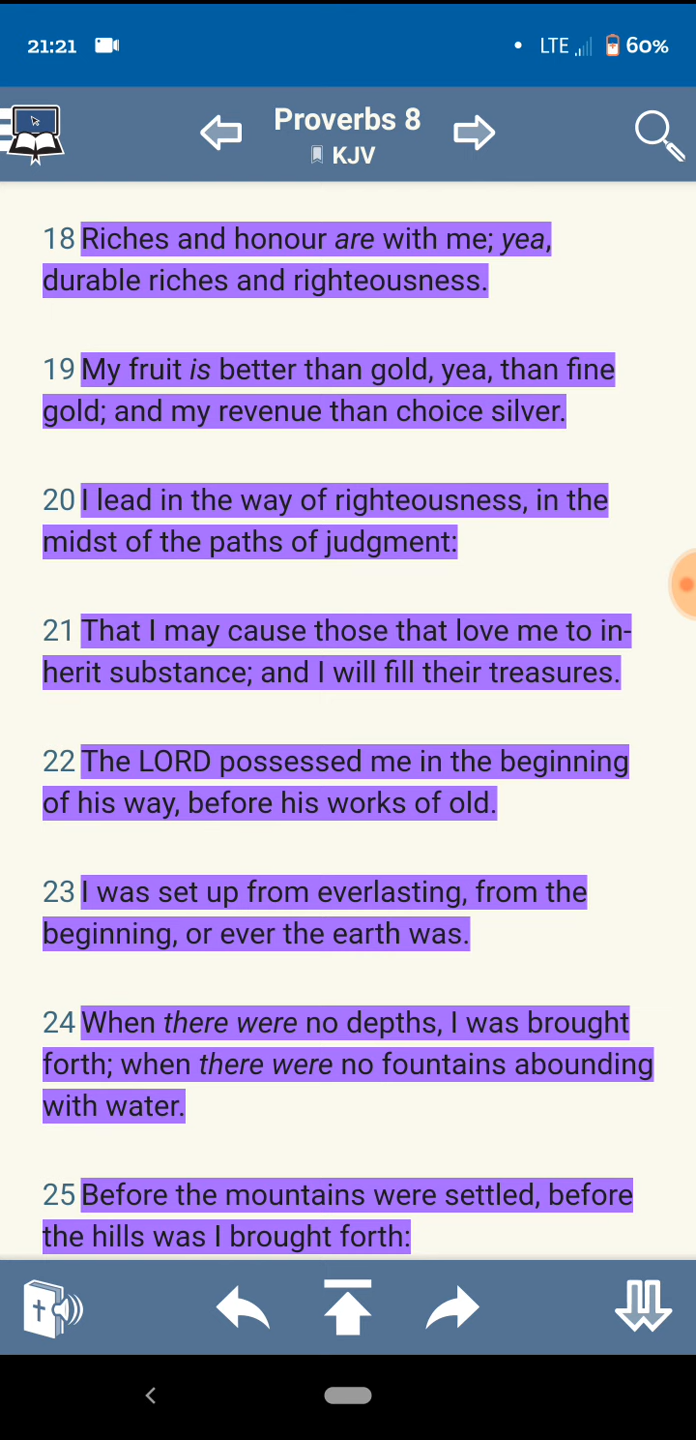 21:21 LTE 60%
Proverbs 8
KJV
18 Riches and honour are with me; yea,
durable riches and righteousness.
19 My fruit is better than gold, yea, than fine
gold; and my revenue than choice silver.
20 I lead in the way of righteousness, in the
midst of the paths of judgment:
21 That I may cause those that love me to in-
herit substance; and I will fill their treasures.
22 The LORD possessed me in the beginning
of his way, before his works of old.
23 I was set up from everlasting, from the
beginning, or ever the earth was.
24 When there were no depths, I was brought
forth; when there were no fountains abounding
with water.
25 Before the mountains were settled, before
the hills was I brought forth: